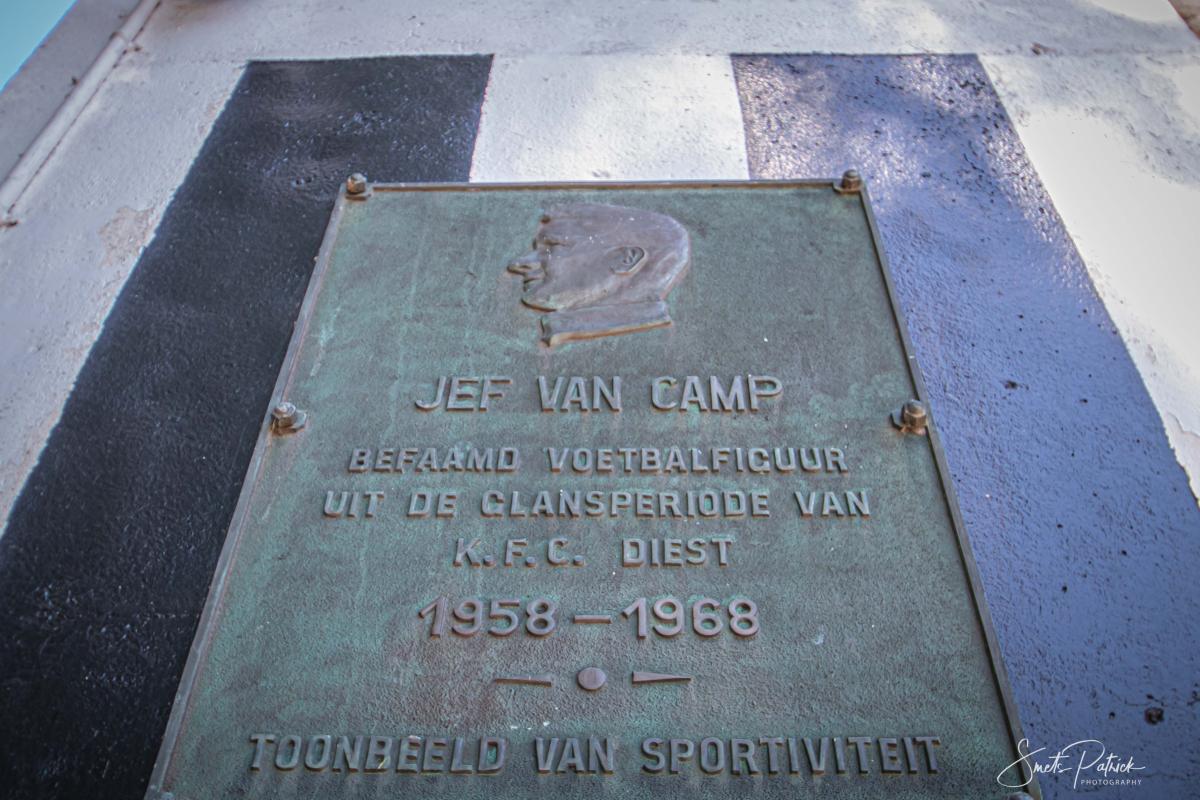 JEF VAN CAMP
BEFAAMD VOETBALFIGUUR
UIT DE GLANSPERIODE VAN
K.F.C. DIEST
1958-1968
TOONBEELD VAN SPORTIVITEIT
Smets Patrick
PHOTOGRAPHY